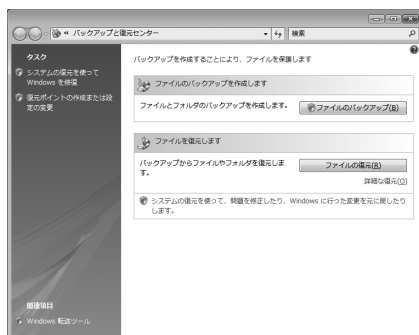 « バックアップと復元センター
検索
タスク
システムの復元を使って
Windows を修復
復元ポイントの作成または設
定の変更
関連項目
Windows 転送ツール
バックアップを作成することにより、ファイルを保護します
ファイルのバックアップを作成します
ファイルとフォルダのバックアップを作成します。
ファイルのバックアップ(B)
ファイルを復元します
バックアップからファイルやフォルダを復元しま
す。
ファイルの復元(R)
詳細な復元(O)
システムの復元を使って、問題を修正したり、Windows に行った変更を元に戻したり
します。